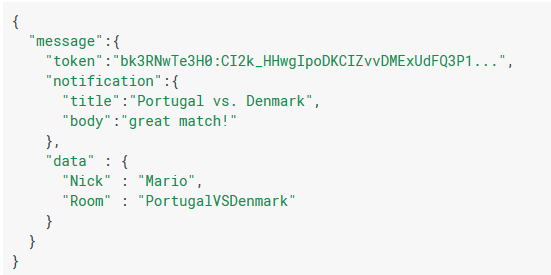 {
  "message":{
    "token":"bk3RNwTe3H0:CI2k_HHwgIpoDKCIZvvDMExUdFQ3P1...",
    "notification":{
      "title":"Portugal vs. Denmark",
      "body":"great match!"
    },
    "data" : {
      "Nick" : "Mario",
      "Room" : "PortugalVSDenmark"
    }
  }
}